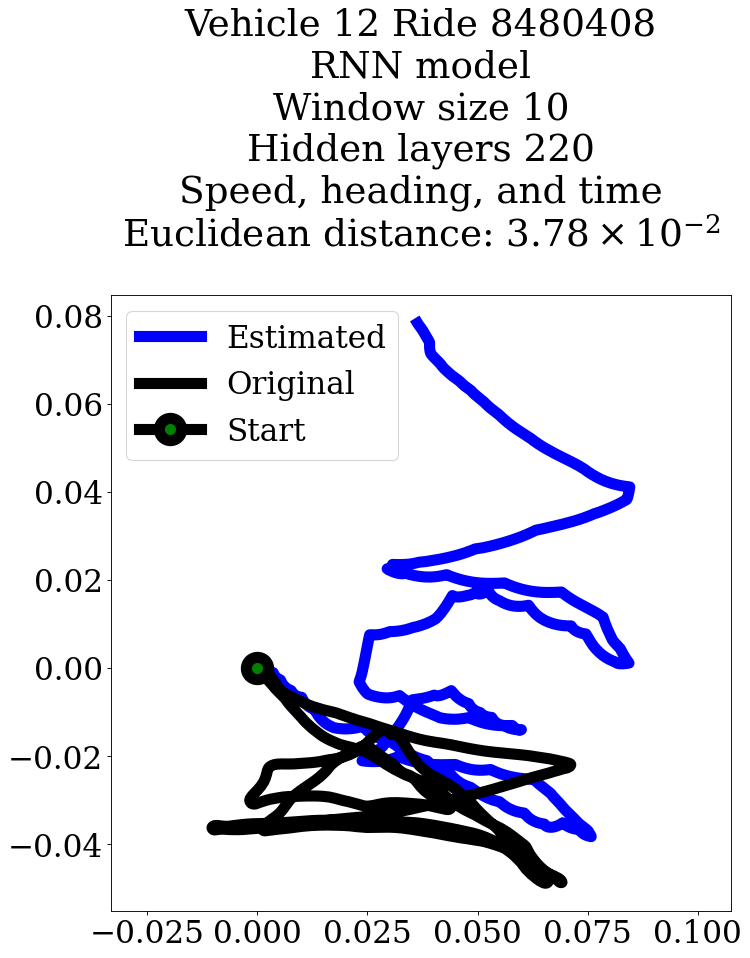 Vehicle 12 Ride 8480408
RNN model
Window size 10
Hidden layers 220
Speed, heading, and time
Euclidean distance: 3.78 × 10⁻²
Estimated
Original
Start
0.08
0.06
0.04
0.02
0.00
−0.02
−0.04
−0.025 0.000 0.025 0.050 0.075 0.100